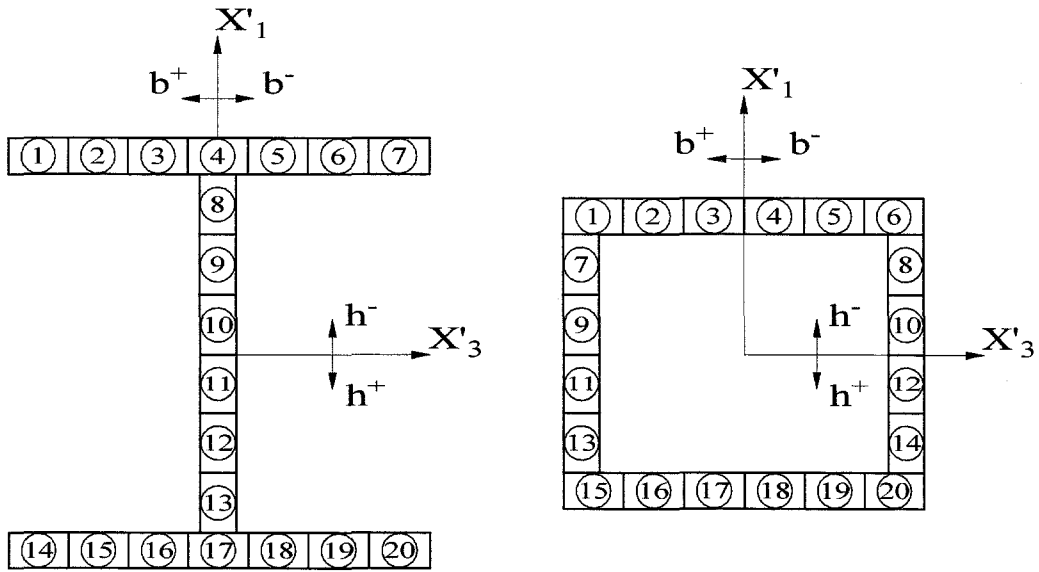 X'₁
b⁺ b⁻
1 2 3 4 5 6 7
8
9
10
h⁻
X'₃
11
h⁺
12
13
14 15 16 17 18 19 20
X'₁
b⁺ b⁻
1 2 3 4 5 6
7 8
9 10
h⁻
X'₃
11 12
h⁺
13 14
15 16 17 18 19 20